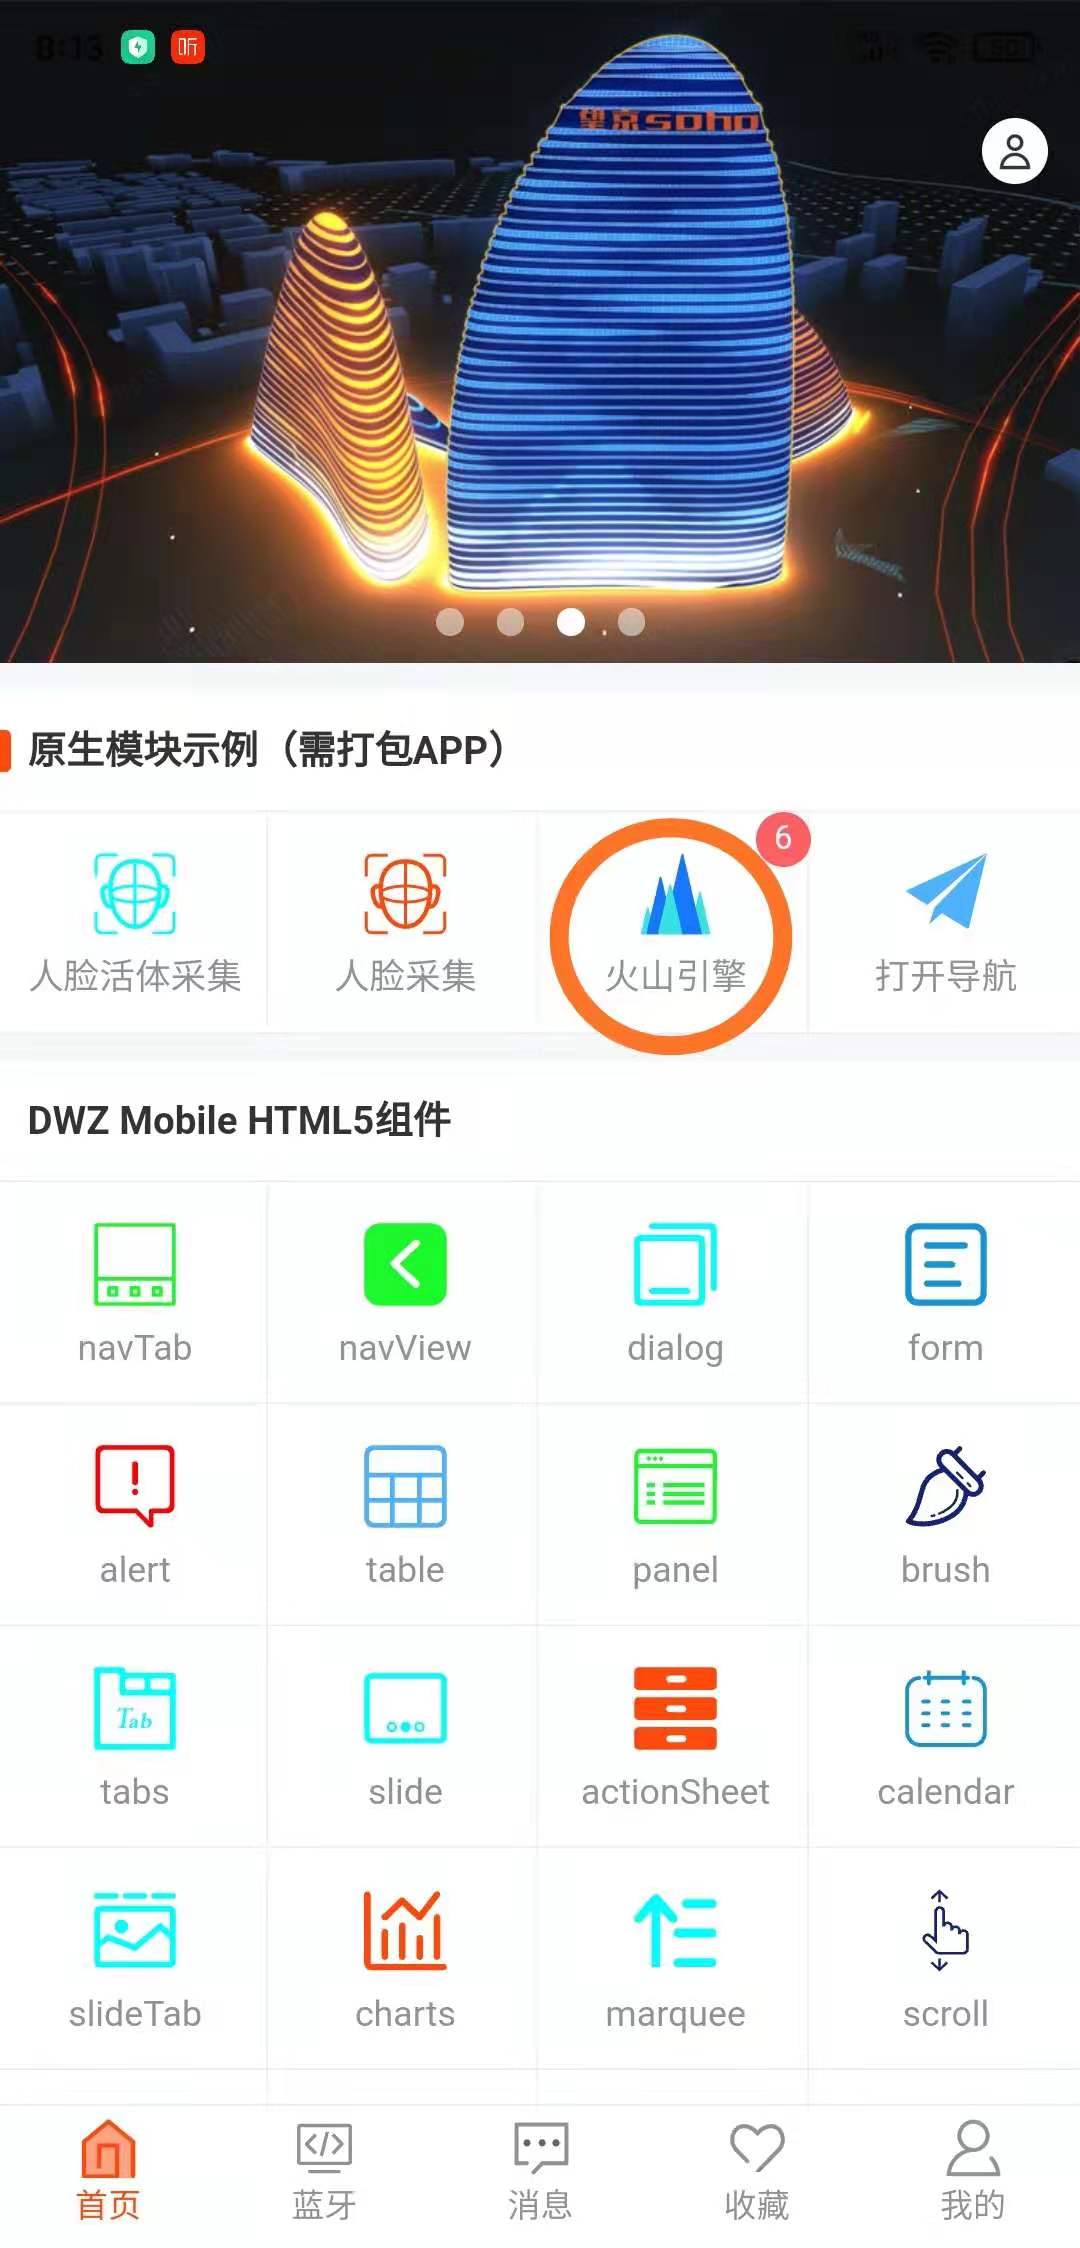 8:13
听
5G
50
望京soho
原生模块示例（需打包APP）
6
人脸活体采集 人脸采集 火山引擎 打开导航
DWZ Mobile HTML5组件
navTab navView dialog form
alert table panel brush
Tab
tabs slide actionSheet calendar
slideTab charts marquee scroll
首页 蓝牙 消息 收藏 我的